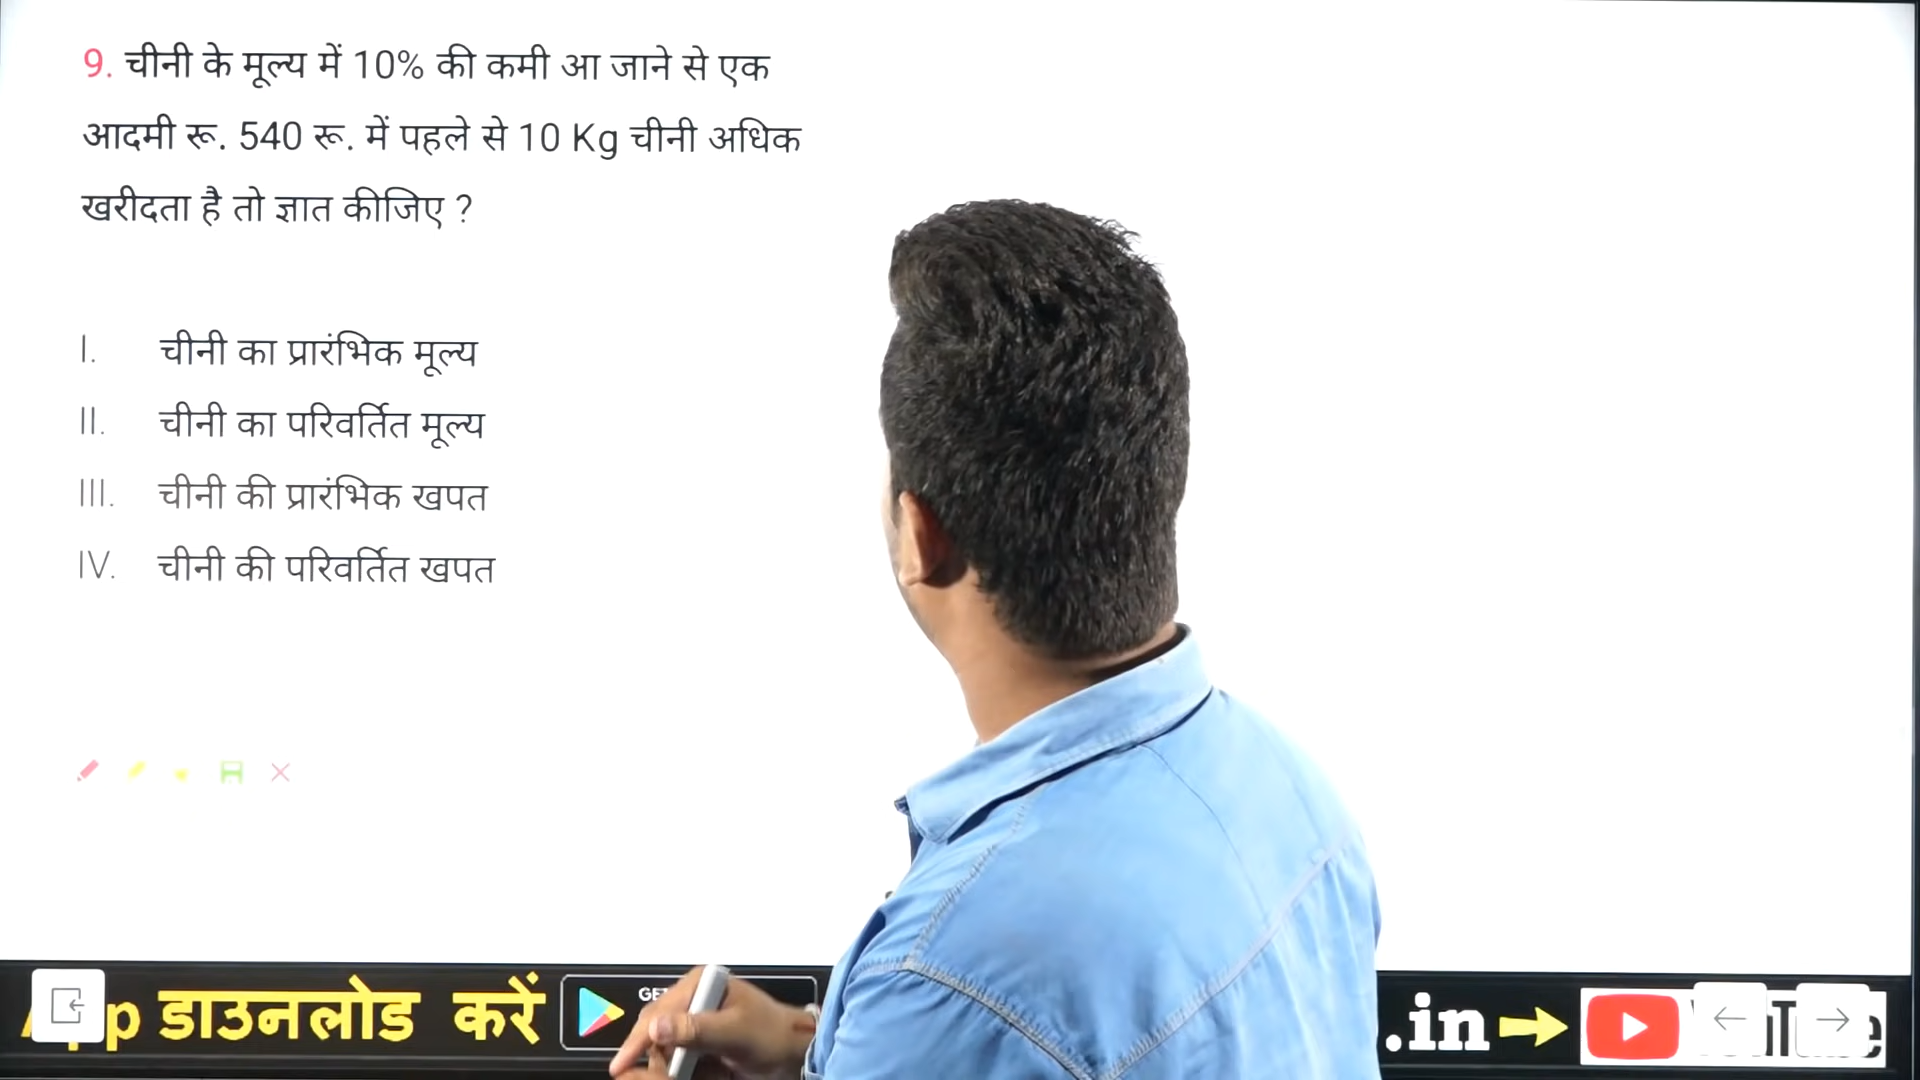 9. चीनी के मूल्य में 10% की कमी आ जाने से एक
आदमी रू. 540 रू. में पहले से 10 Kg चीनी अधिक
खरीदता है तो ज्ञात कीजिए ?
I. चीनी का प्रारंभिक मूल्य
II. चीनी का परिवर्तित मूल्य
III. चीनी की प्रारंभिक खपत
IV. चीनी की परिवर्तित खपत
डाउनलोड करें
.in